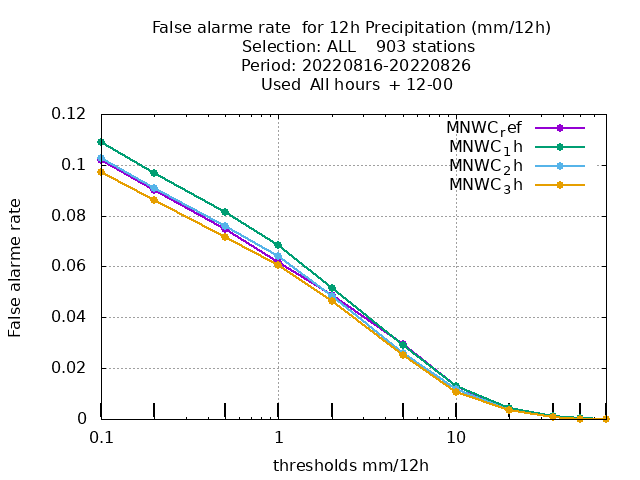 False alarme rate  for 12h Precipitation (mm/12h)
Selection: ALL    903 stations
Period: 20220816-20220826
Used  All hours  + 12-00
MNWC_ref
MNWC_1h
MNWC_2h
MNWC_3h
0.12
0.1
0.08
0.06
0.04
0.02
0
False alarme rate
0.1
1
10
thresholds mm/12h